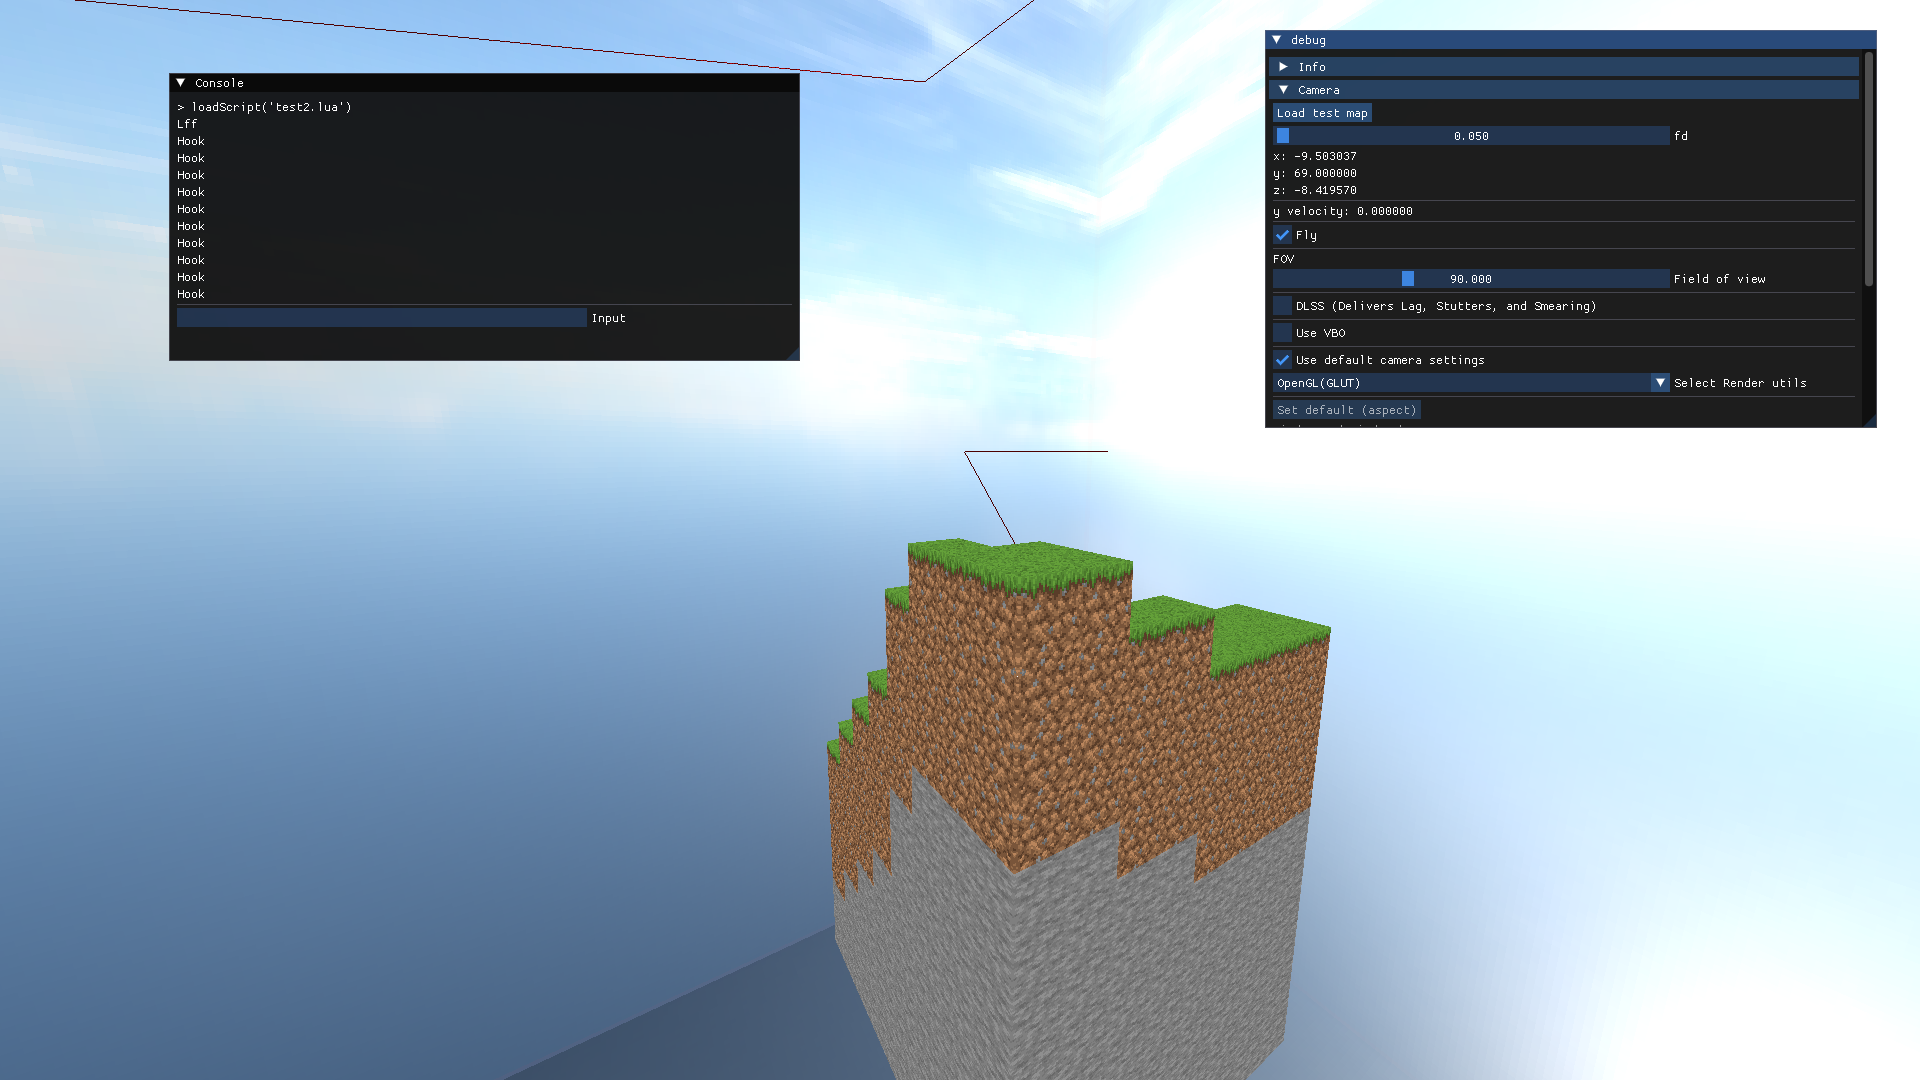 Console
> loadScript('test2.lua')
Lff
Hook
Hook
Hook
Hook
Hook
Hook
Hook
Hook
Hook
Hook
Input
debug
Info
Camera
Load test map
0.050 fd
x: -9.503037
y: 69.000000
z: -8.419570
y velocity: 0.000000
Fly
FOV
90.000 Field of view
DLSS (Delivers Lag, Stutters, and Smearing)
Use VBO
Use default camera settings
OpenGL(GLUT) Select Render utils
Set default (aspect)